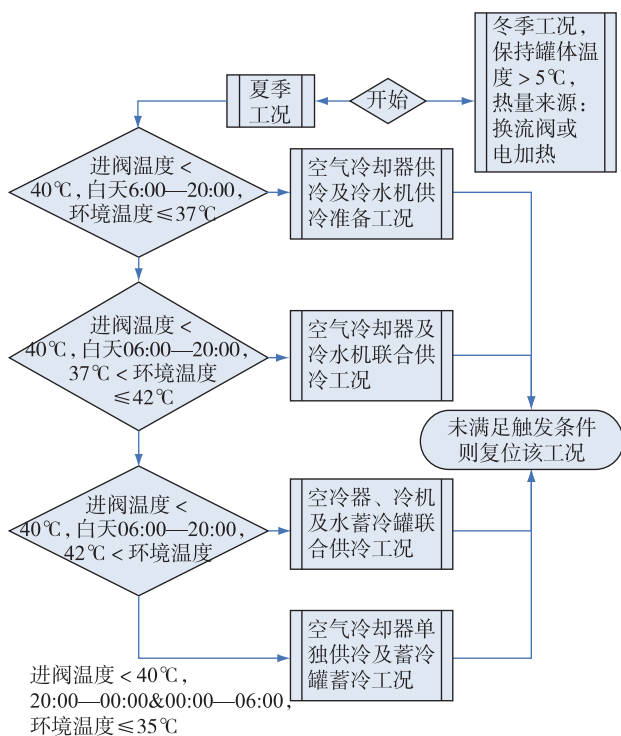 冬季工况，
保持罐体温
度>5℃，
热量来源：
换流阀或
电加热
开始
夏季
工况
进阀温度<
40℃，白天6:00—20:00，
环境温度≤37℃
空气冷却器供
冷及冷水机供
冷准备工况
进阀温度<
40℃，白天06:00—20:00，
37℃<环境温度
≤42℃
空气冷却器及
冷水机联合供
冷工况
未满足触发条件
则复位该工况
进阀温度<
40℃，白天06:00—20:00，
42℃<环境温度
空冷器、冷机
及水蓄冷罐联
合供冷工况
空气冷却器单
独供冷及蓄冷
罐蓄冷工况
进阀温度<40℃，
20:00—00:00&00:00—06:00，
环境温度≤35℃